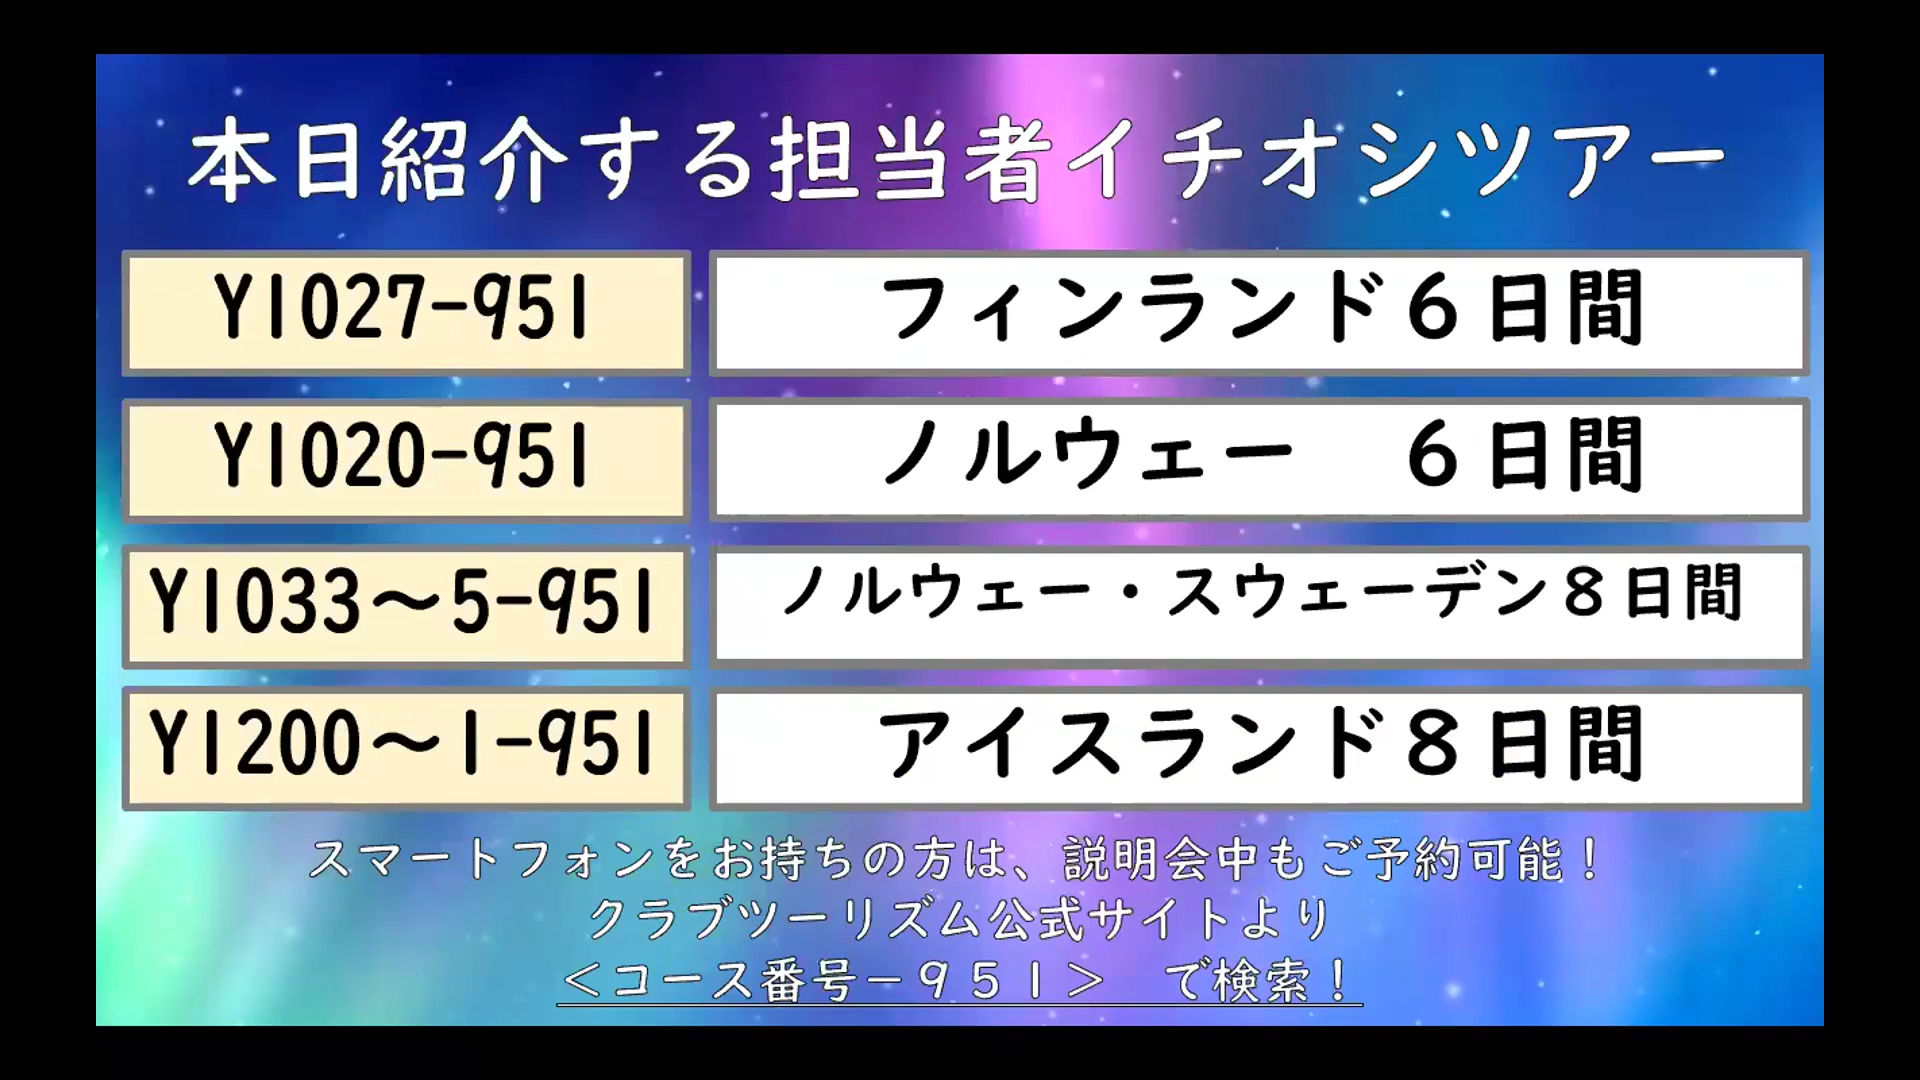 本日紹介する担当者イチオシツアー
Y1027-951 フィンランド６日間
Y1020-951 ノルウェー　６日間
Y1033～5-951 ノルウェー・スウェーデン８日間
Y1200～1-951 アイスランド８日間
スマートフォンをお持ちの方は、説明会中もご予約可能！
クラブツーリズム公式サイトより
＜コース番号－９５１＞　で検索！